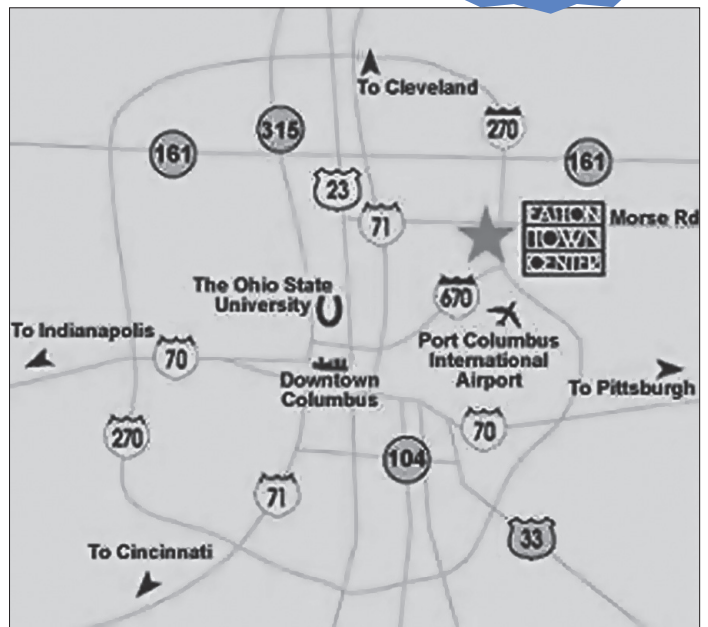 To Cleveland
270
315
161
161
23
71
EASTON
TOWN
CENTER
Morse Rd
The Ohio State
University
670
To Indianapolis
70
Port Columbus
International
Airport
Downtown
Columbus
To Pittsburgh
270
70
104
71
33
To Cincinnati